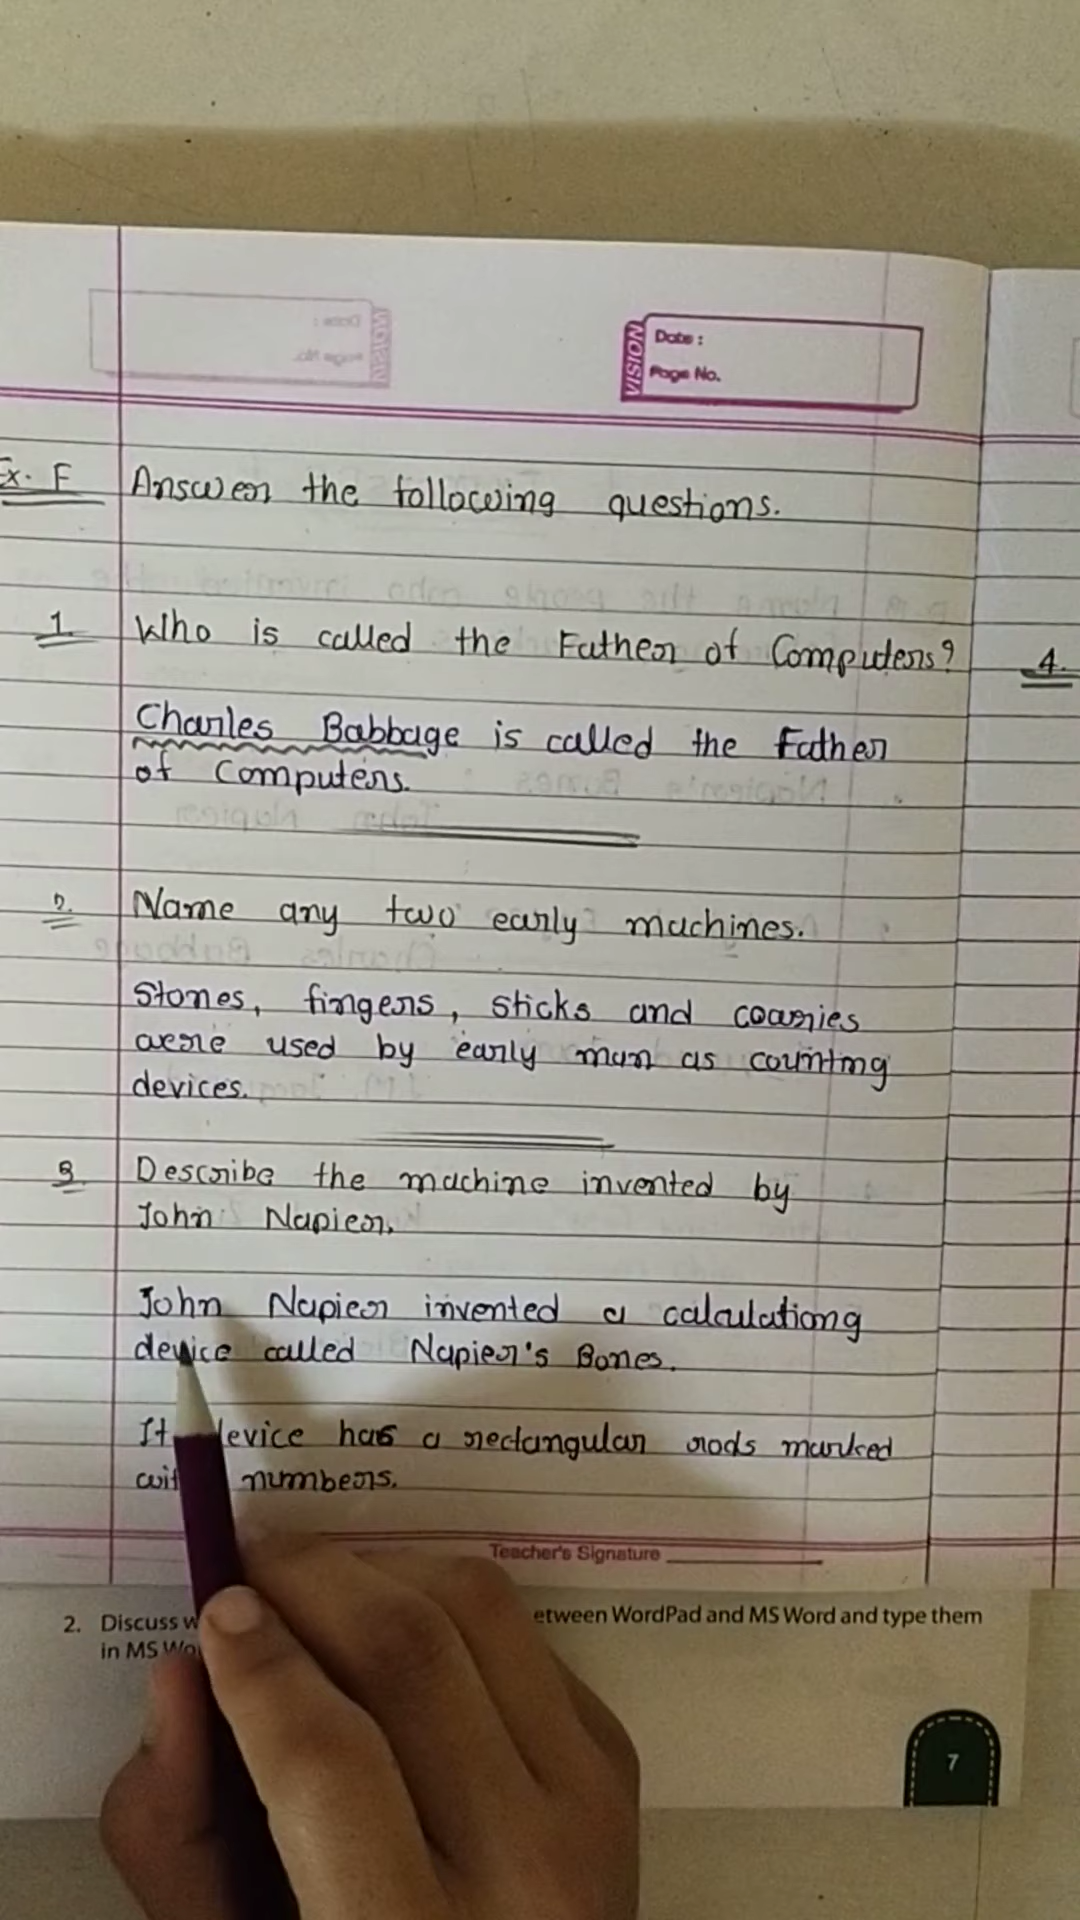 VISION
Date :
Page No.
Ex. F Answer the following questions.
1 Who is called the Father of Computers?
4.
Charles Babbage is called the Father
of Computers.
2. Name any two early machines.
Stones, fingers, sticks and cowries
were used by early man as counting
devices.
3 Describe the machine invented by
John Napier.
John Napier invented a calculationg
device called Napier's Bones.
It device has a rectangular rods marked
numbers.
Teacher's Signature
2. Discuss etween WordPad and MS Word and type them
in MS
7